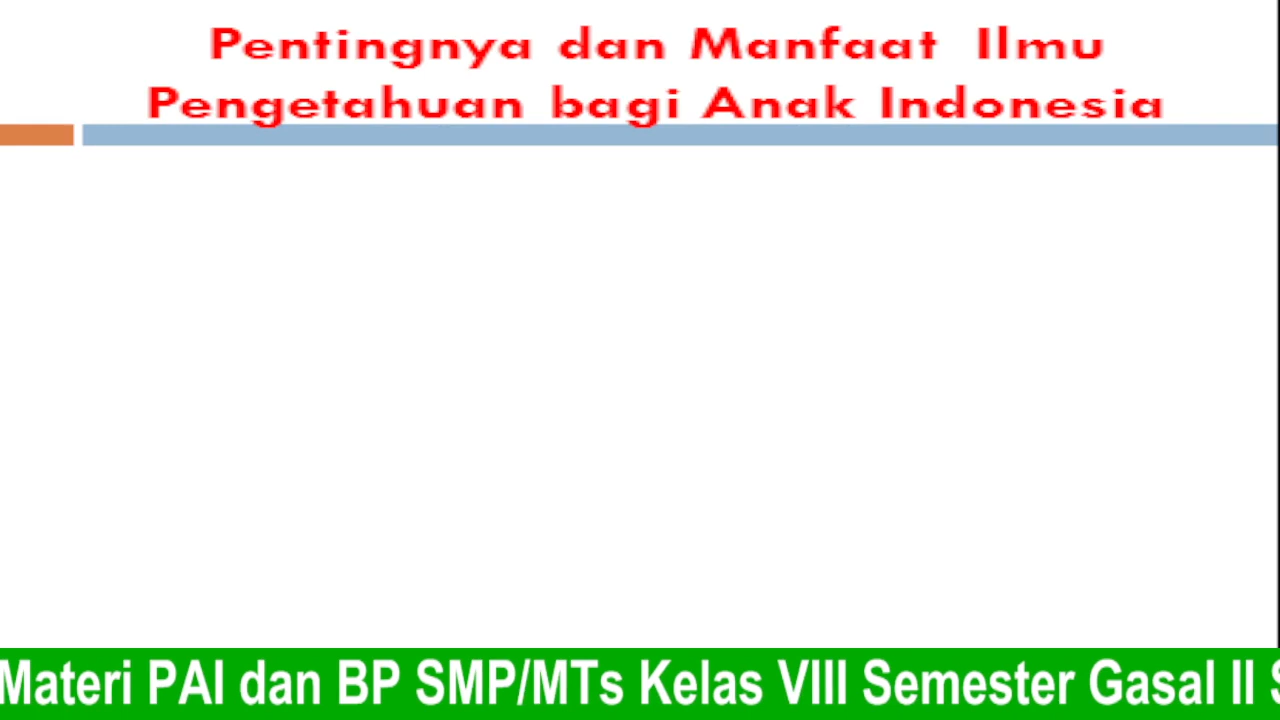 Pentingnya dan Manfaat Ilmu
Pengetahuan bagi Anak Indonesia
Materi PAI dan BP SMP/MTs Kelas VIII Semester Gasal II